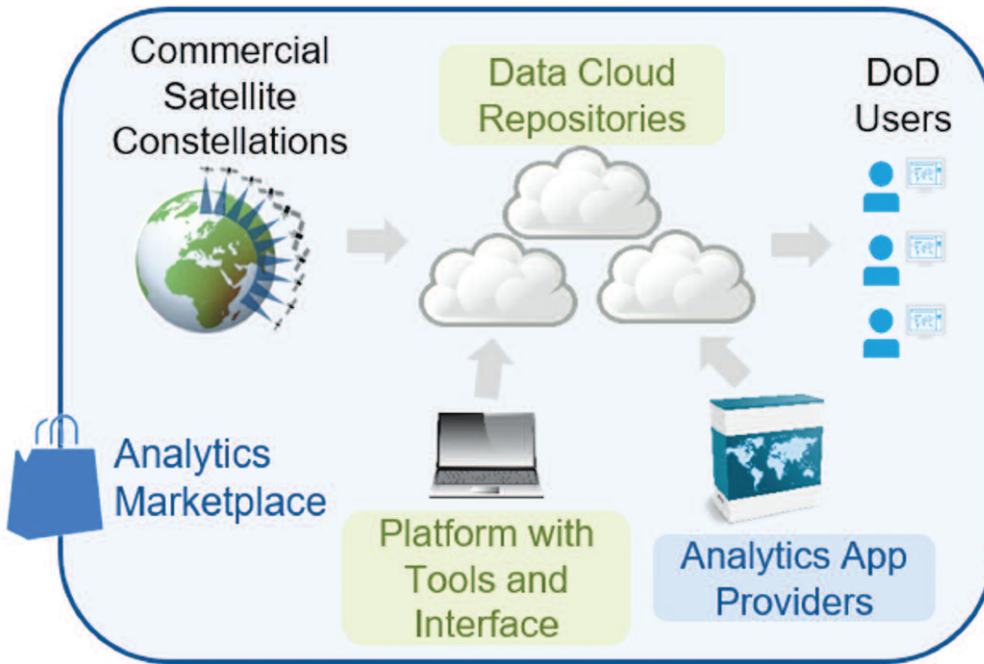 Commercial
Satellite
Constellations
Data Cloud
Repositories
DoD
Users
Analytics
Marketplace
Platform with
Tools and
Interface
Analytics App
Providers